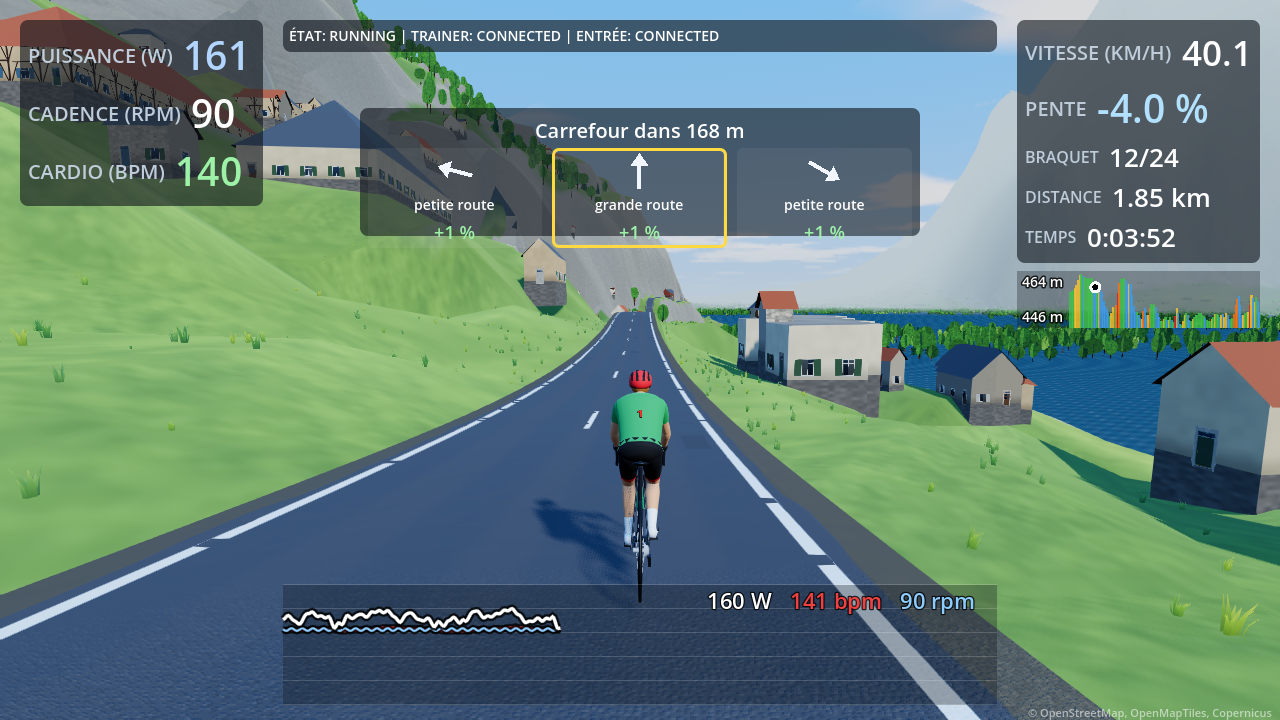 PUISSANCE (W) 161
CADENCE (RPM) 90
CARDIO (BPM) 140
ÉTAT: RUNNING | TRAINER: CONNECTED | ENTRÉE: CONNECTED
Carrefour dans 168 m
petite route
+1 %
grande route
+1 %
petite route
+1 %
VITESSE (KM/H) 40.1
PENTE -4.0 %
BRAQUET 12/24
DISTANCE 1.85 km
TEMPS 0:03:52
464 m
446 m
1
160 W 141 bpm 90 rpm
© OpenStreetMap, OpenMapTiles, Copernicus